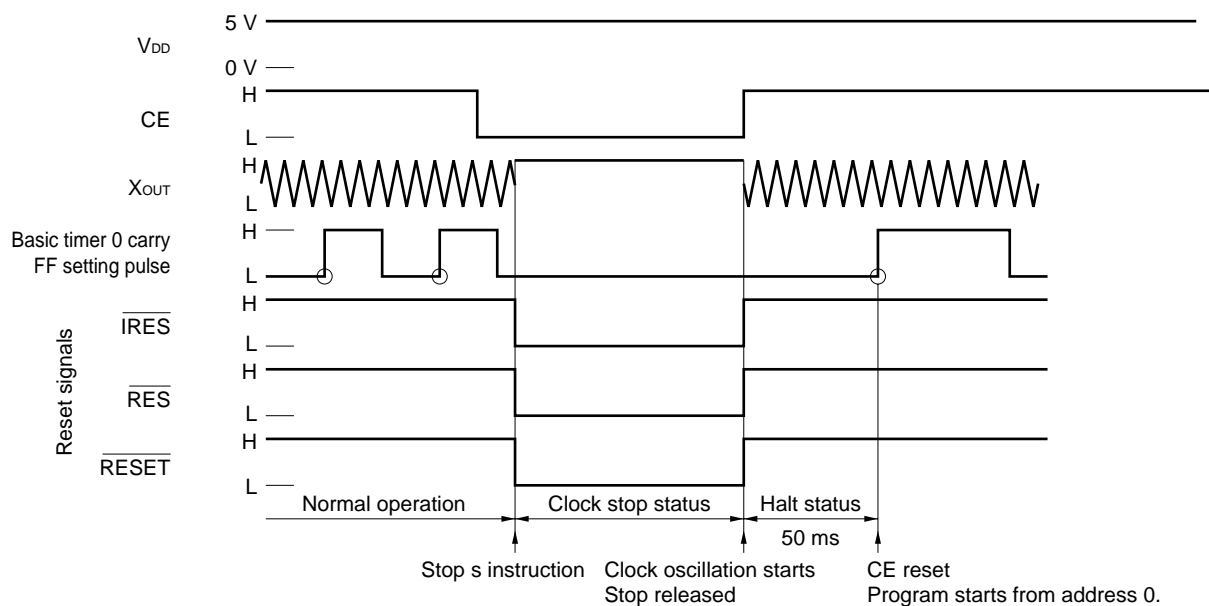 5 V
VDD
0 V
H
CE
L
H
XOUT
L
H
Basic timer 0 carry
FF setting pulse
L
H
IRES
L
H
RES
L
H
RESET
L
Reset signals
Normal operation Clock stop status Halt status
50 ms
Stop s instruction Clock oscillation starts CE reset
Stop released Program starts from address 0.